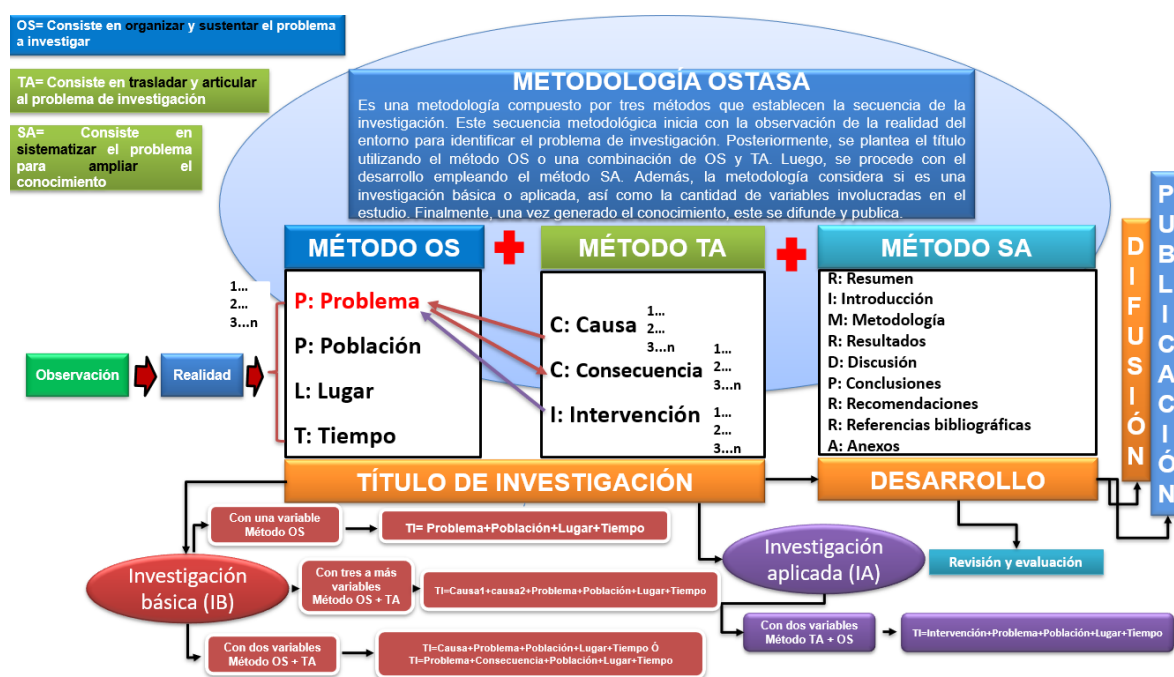 OS= Consiste en organizar y sustentar el problema
a investigar
TA= Consiste en trasladar y articular
al problema de investigación
SA= Consiste en
sistematizar el problema
para ampliar el
conocimiento
METODOLOGÍA OSTASA
Es una metodología compuesto por tres métodos que establecen la secuencia de la
investigación. Este secuencia metodológica inicia con la observación de la realidad del
entorno para identificar el problema de investigación. Posteriormente, se plantea el título
utilizando el método OS o una combinación de OS y TA. Luego, se procede con el
desarrollo empleando el método SA. Además, la metodología considera si es una
investigación básica o aplicada, así como la cantidad de variables involucradas en el
estudio. Finalmente, una vez generado el conocimiento, este se difunde y publica.
MÉTODO OS
MÉTODO TA
MÉTODO SA
1...
2...
3...n
P: Problema
P: Población
L: Lugar
T: Tiempo
Observación
Realidad
C: Causa
1...
2...
3...n
C: Consecuencia
1...
2...
3...n
I: Intervención
1...
2...
3...n
R: Resumen
I: Introducción
M: Metodología
R: Resultados
D: Discusión
P: Conclusiones
R: Recomendaciones
R: Referencias bibliográficas
A: Anexos
DIFUSIÓN
PUBLICACIÓN
TÍTULO DE INVESTIGACIÓN
DESARROLLO
Con una variable
Método OS
TI= Problema+Población+Lugar+Tiempo
Investigación
básica (IB)
Con tres a más
variables
Método OS + TA
TI=Causa1+causa2+Problema+Población+Lugar+Tiempo
Con dos variables
Método OS + TA
TI=Causa+Problema+Población+Lugar+Tiempo Ó
TI=Problema+Consecuencia+Población+Lugar+Tiempo
Investigación
aplicada (IA)
Revisión y evaluación
Con dos variables
Método TA + OS
TI=Intervención+Problema+Población+Lugar+Tiempo